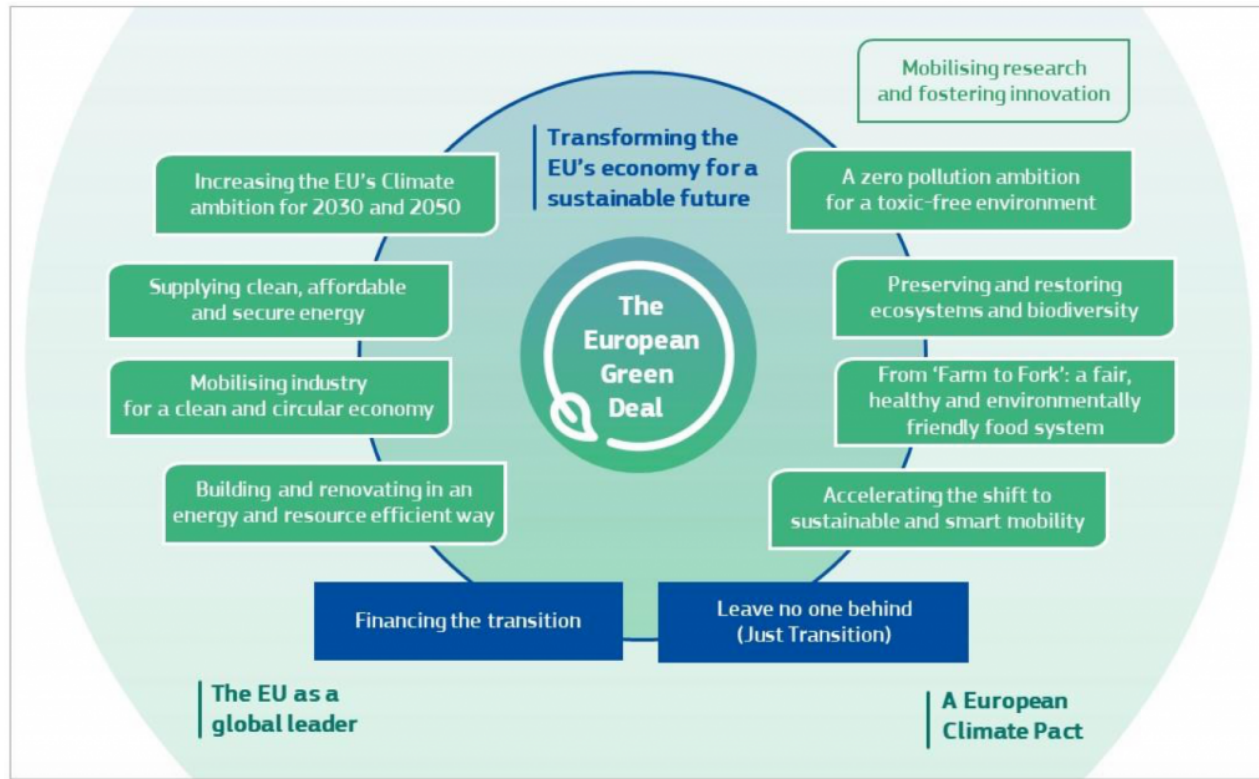 Mobilising research
and fostering innovation
Transforming the
EU's economy for a
sustainable future
Increasing the EU's Climate
ambition for 2030 and 2050
A zero pollution ambition
for a toxic-free environment
Supplying clean, affordable
and secure energy
Preserving and restoring
ecosystems and biodiversity
The
European
Green
Deal
Mobilising industry
for a clean and circular economy
From ‘Farm to Fork’: a fair,
healthy and environmentally
friendly food system
Building and renovating in an
energy and resource efficient way
Accelerating the shift to
sustainable and smart mobility
Financing the transition
Leave no one behind
(Just Transition)
The EU as a
global leader
A European
Climate Pact